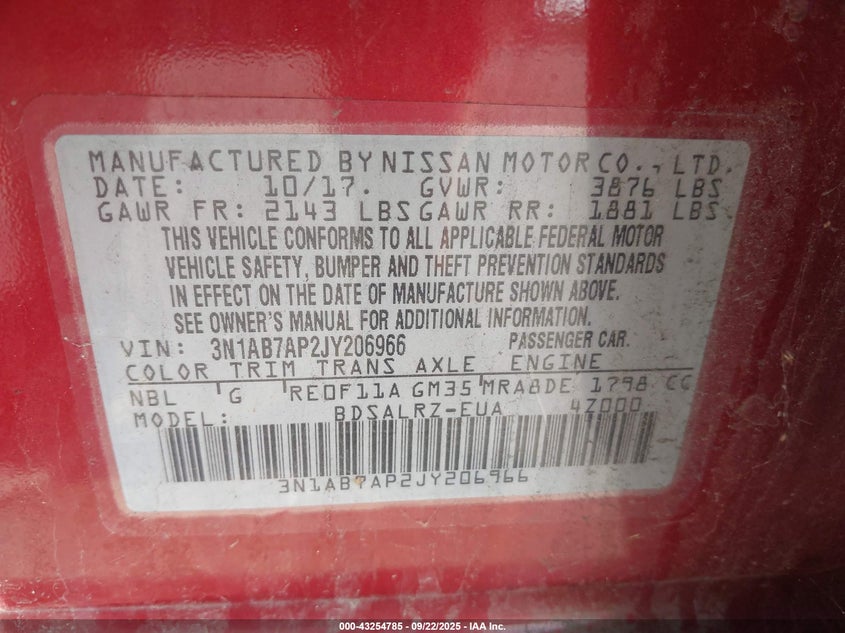 MANUFACTURED BY NISSAN MOTOR CO., LTD.
DATE: 10/17. GVWR: 3876 LBS
GAWR FR: 2143 LBS GAWR RR: 1881 LBS
THIS VEHICLE CONFORMS TO ALL APPLICABLE FEDERAL MOTOR
VEHICLE SAFETY, BUMPER AND THEFT PREVENTION STANDARDS
IN EFFECT ON THE DATE OF MANUFACTURE SHOWN ABOVE.
SEE OWNER'S MANUAL FOR ADDITIONAL INFORMATION.
VIN: 3N1AB7AP2JY206966 PASSENGER CAR.
COLOR TRIM TRANS AXLE ENGINE
NBL G RE0F11A GM35 MRA8DE 1798 CC
MODEL: BDSALRZ-EUA 4Z000
3N1AB7AP2JY206966
000-43254785 - 09/22/2025 - IAA Inc.